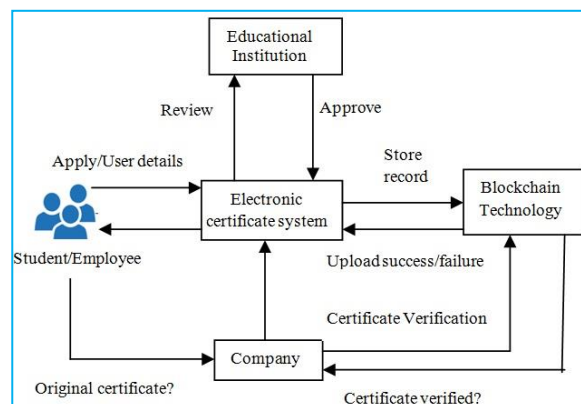 Educational
Institution
Review
Approve
Apply/User details
Store
record
Electronic
certificate system
Blockchain
Technology
Student/Employee
Upload success/failure
Certificate Verification
Company
Original certificate?
Certificate verified?